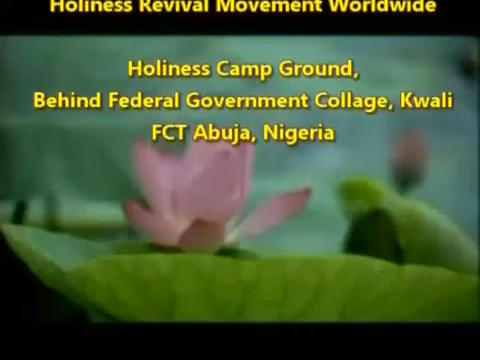 Holiness Revival Movement Worldwide
Holiness Camp Ground,
Behind Federal Government Collage, Kwali
FCT Abuja, Nigeria